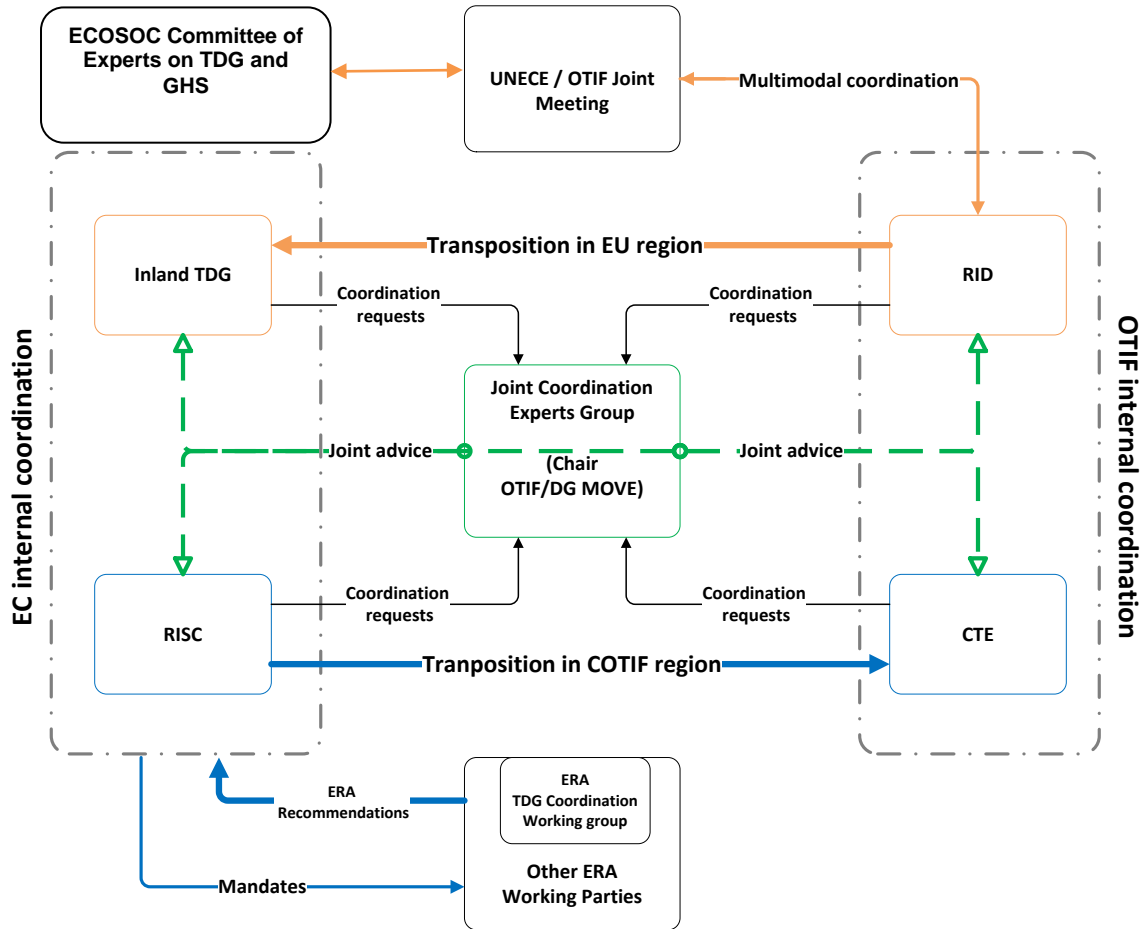 ECOSOC Committee of
Experts on TDG and
GHS
UNECE / OTIF Joint
Meeting
Multimodal coordination
Inland TDG
Transposition in EU region
RID
Coordination
requests
Coordination
requests
EC internal coordination
OTIF internal coordination
Joint Coordination
Experts Group
Joint advice
Joint advice
(Chair
OTIF/DG MOVE)
RISC
Coordination
requests
Coordination
requests
CTE
Tranposition in COTIF region
ERA
Recommendations
ERA
TDG Coordination
Working group
Mandates
Other ERA
Working Parties